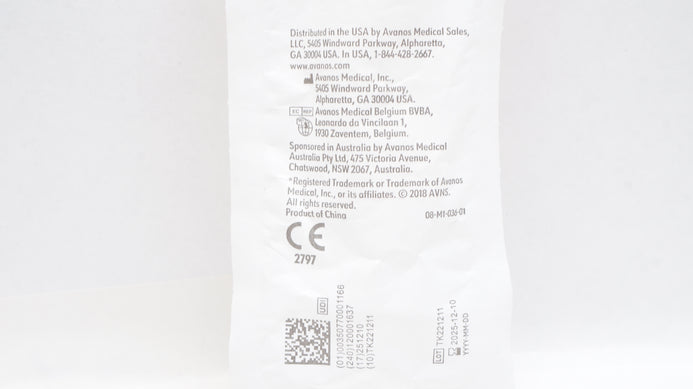 Distributed in the USA by Avanos Medical Sales,
LLC, 5405 Windward Parkway, Alpharetta,
GA 30004 USA. In USA, 1-844-428-2667.
www.avanos.com
Avanos Medical, Inc.,
5405 Windward Parkway,
Alpharetta, GA 30004 USA.
EC REP Avanos Medical Belgium BVBA,
Leonardo da Vincilaan 1,
1930 Zaventem, Belgium.
Sponsored in Australia by Avanos Medical
Australia Pty Ltd, 475 Victoria Avenue,
Chatswood, NSW 2067, Australia.
*Registered Trademark or Trademark of Avanos
Medical, Inc., or its affiliates. © 2018 AVNS.
All rights reserved.
Product of China
08-M1-036-01
CE
2797
UDI
(01)00350770001166
(240)120001637
(17)251210
(10)TK221211
LOT TK221211
2025-12-10
YYYY-MM-DD